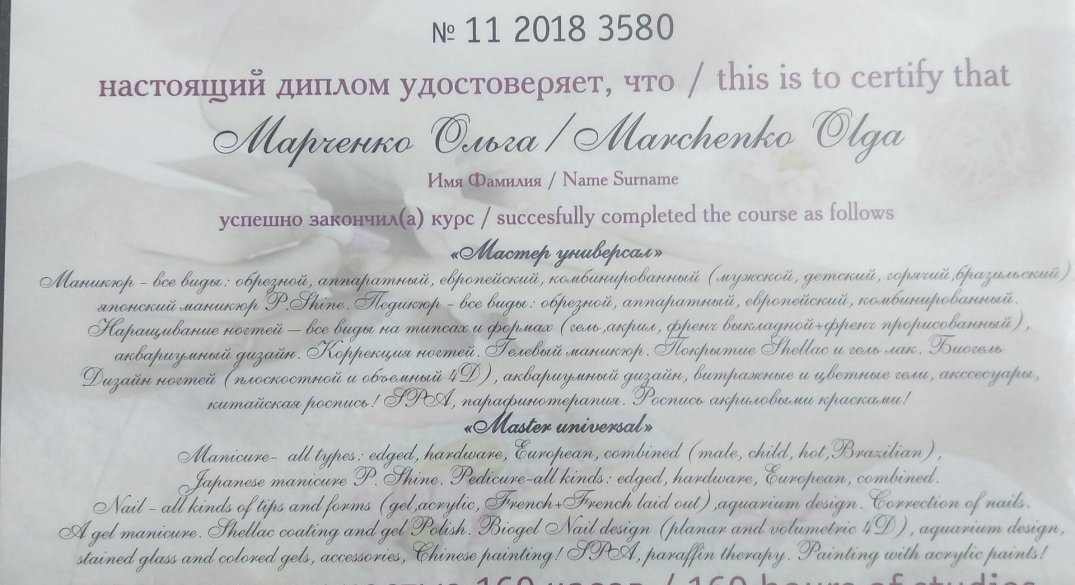 № 11 2018 3580
настоящий диплом удостоверяет, что / this is to certify that
Марченко Ольга / Marchenko Olga
Имя Фамилия / Name Surname
успешно закончил(а) курс / succesfully completed the course as follows
«Мастер универсал»
Маникюр - все виды: обрезной, аппаратный, европейский, комбинированный (мужской, детский, горячий,бразильский)
японский маникюр P.Shine. Педикюр - все виды: обрезной, аппаратный, европейский, комбинированный.
Наращивание ногтей – все виды на типсах и формах (гель,акрил, френч выкладной+френч прорисованный),
аквариумный дизайн. Коррекция ногтей. Гелевый маникюр. Покрытие Shellac и гель лак. Биогель
Дизайн ногтей (плоскостной и объемный 4D), аквариумный дизайн, витражные и цветные гели, акссесуары,
китайская роспись! SPA, парафинотерапия. Роспись акриловыми красками!
«Master universal»
Manicure- all types: edged, hardware, European, combined (male, child, hot,Brazilian),
Japanese manicure P. Shine. Pedicure-all kinds: edged, hardware, European, combined.
Nail - all kinds of tips and forms (gel,acrylic, French+French laid out),aquarium design. Correction of nails.
A gel manicure. Shellac coating and gel Polish. Biogel Nail design (planar and volumetric 4D), aquarium design,
stained glass and colored gels, accessories, Chinese painting! SPA, paraffin therapy. Painting with acrylic paints!
160 часов / 160 hours of studies